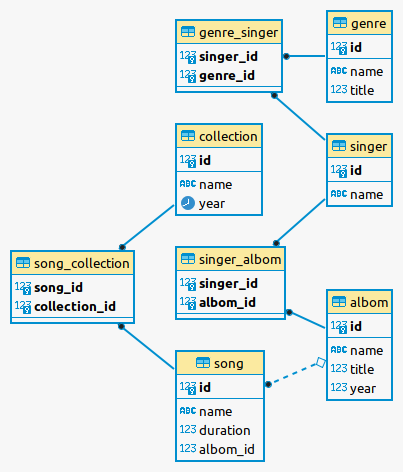 genre_singer
123 singer_id
123 genre_id
genre
123 id
ABC name
123 title
collection
123 id
ABC name
year
singer
123 id
ABC name
song_collection
123 song_id
123 collection_id
singer_albom
123 singer_id
123 albom_id
albom
123 id
ABC name
123 title
123 year
song
123 id
ABC name
123 duration
123 albom_id